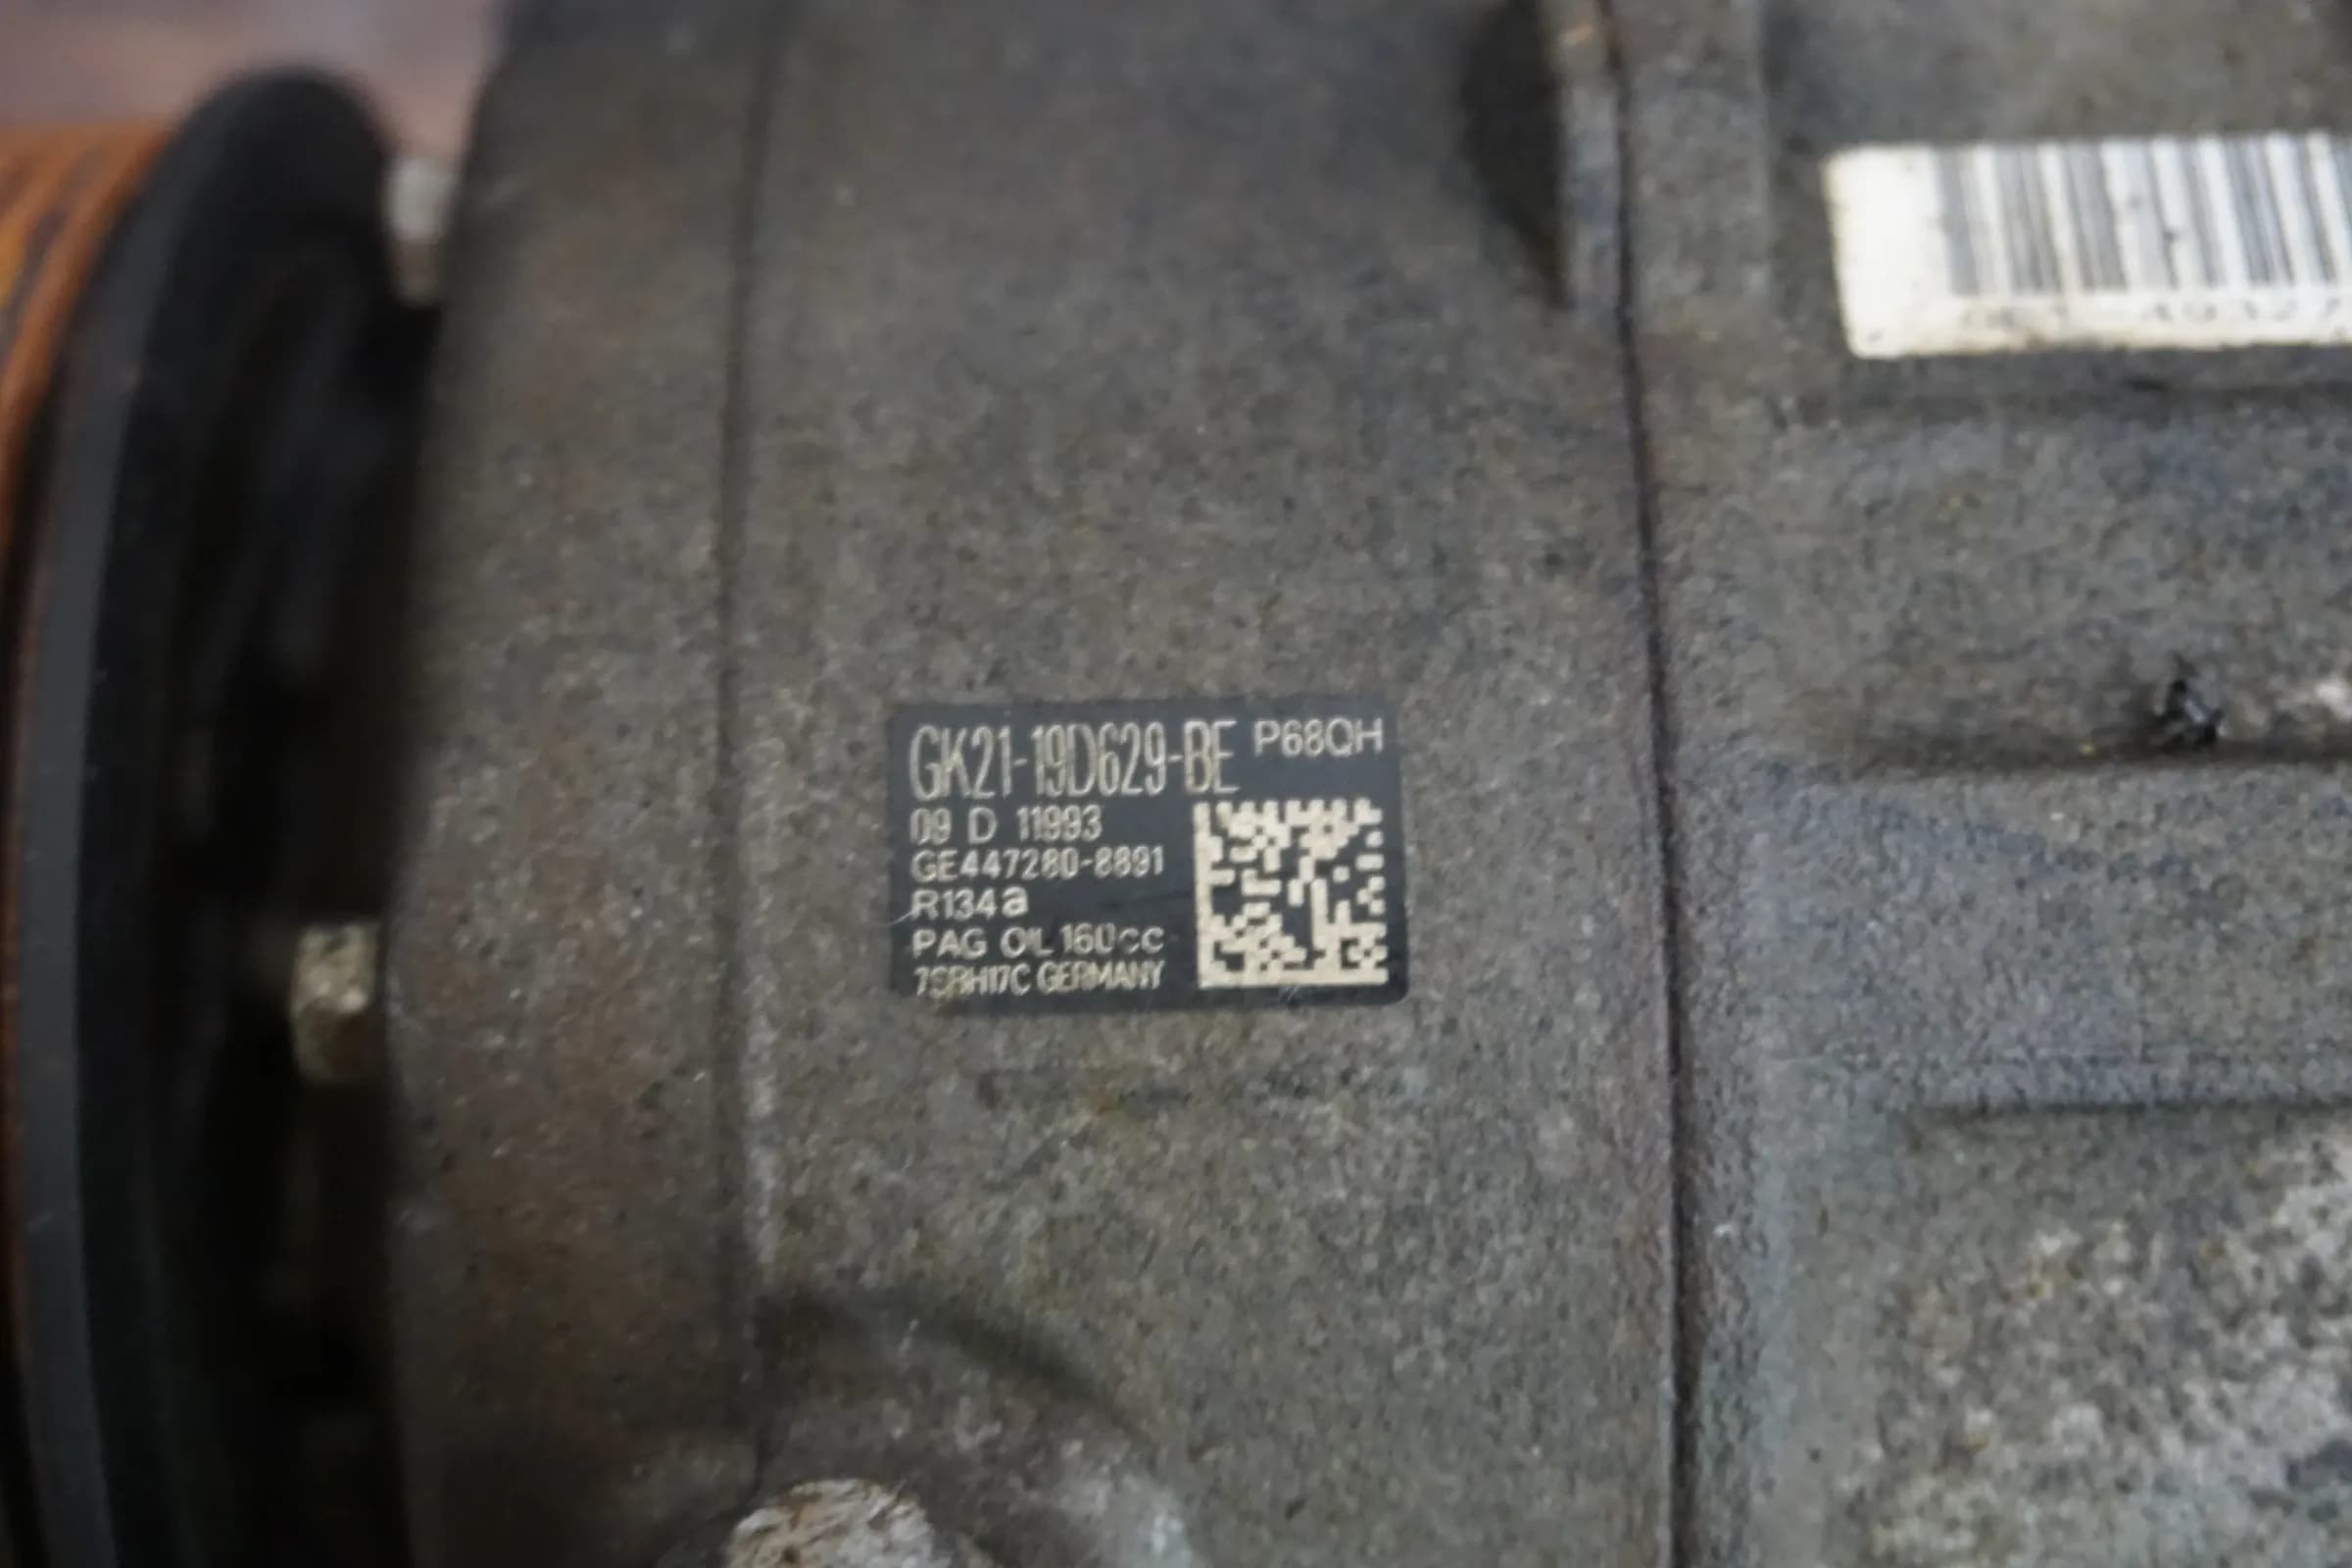 GK21-19D629-BE P68QH
09 D 11993
GE447280-8891
R134a
PAG OIL 160cc
7SBH17C GERMANY